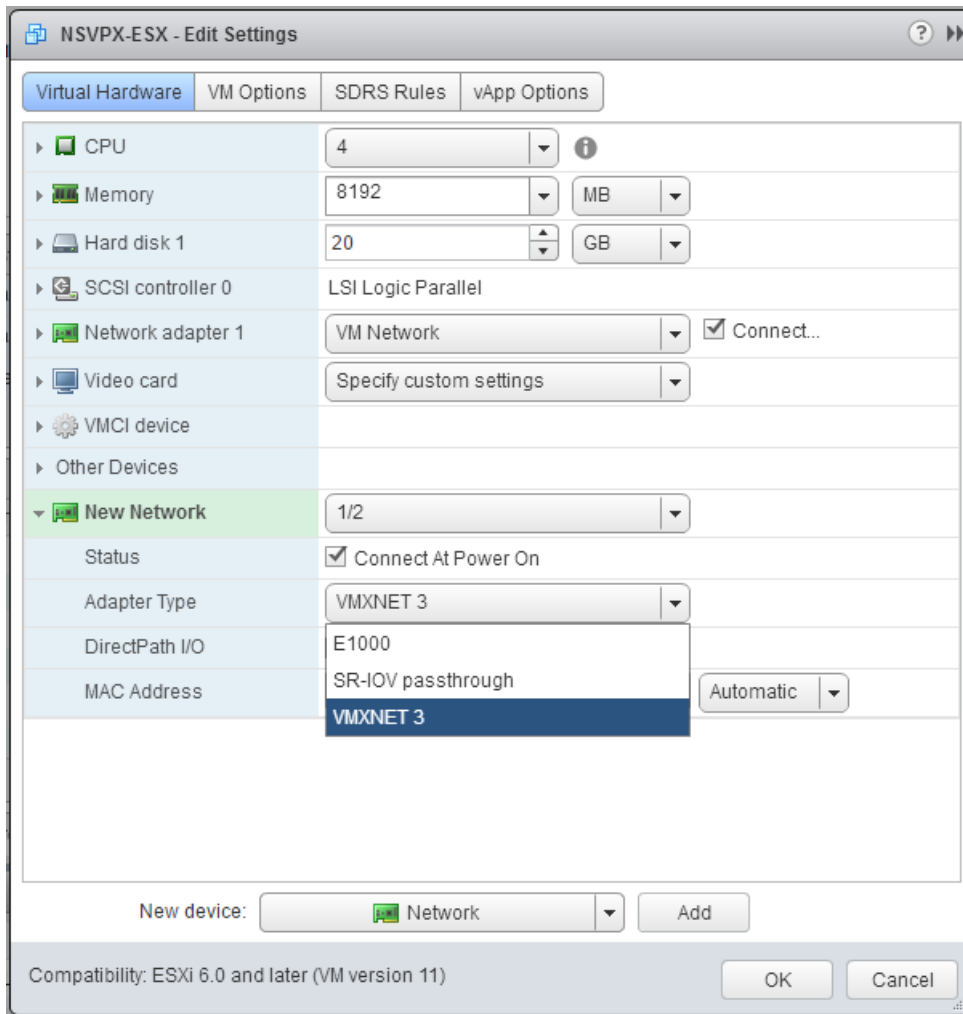 NSVPX-ESX - Edit Settings
Virtual Hardware VM Options SDRS Rules vApp Options
CPU 4
Memory 8192 MB
Hard disk 1 20 GB
SCSI controller 0 LSI Logic Parallel
Network adapter 1 VM Network Connect...
Video card Specify custom settings
VMCI device
Other Devices
New Network 1/2
Status Connect At Power On
Adapter Type VMXNET 3
DirectPath I/O E1000
SR-IOV passthrough
MAC Address Automatic
VMXNET 3
New device: Network Add
Compatibility: ESXi 6.0 and later (VM version 11) OK Cancel